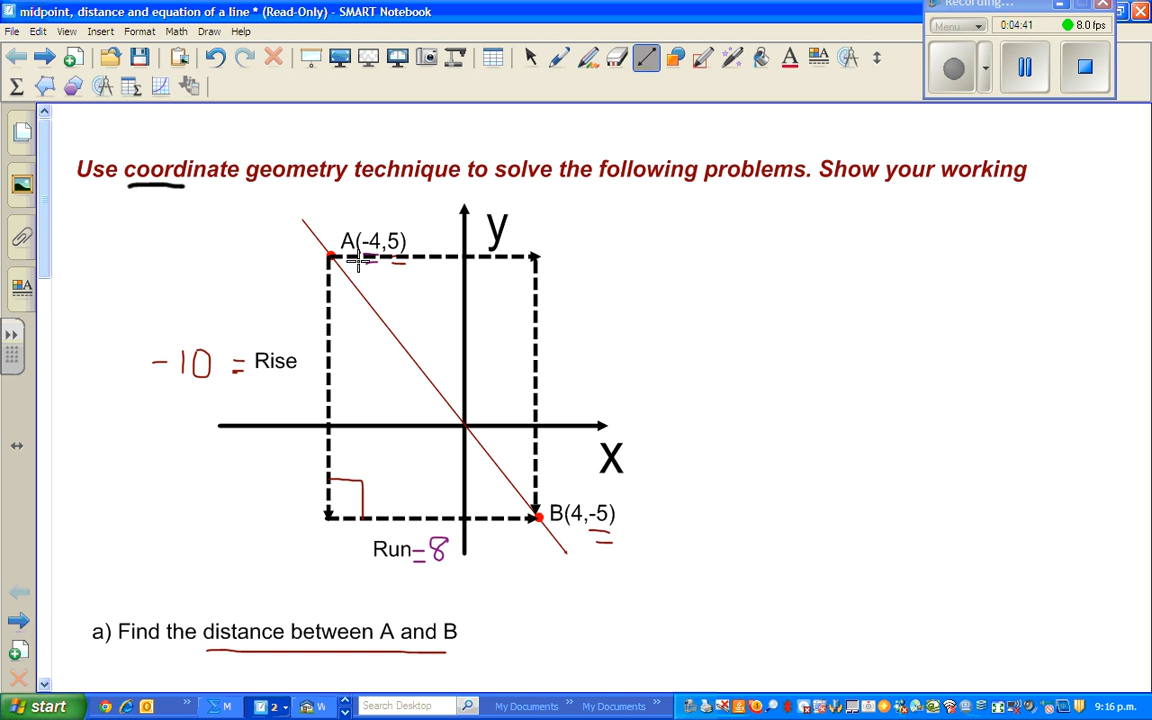 midpoint, distance and equation of a line * (Read-Only) - SMART Notebook
Recording...
File Edit View Insert Format Math Draw Help
Menu 0:04:41 8.0 fps
Use coordinate geometry technique to solve the following problems. Show your working
y
A(-4,5)
-10 = Rise
x
B(4,-5)
Run = 8
a) Find the distance between A and B
start M 2 W Search Desktop My Documents My Documents 9:16 p.m.